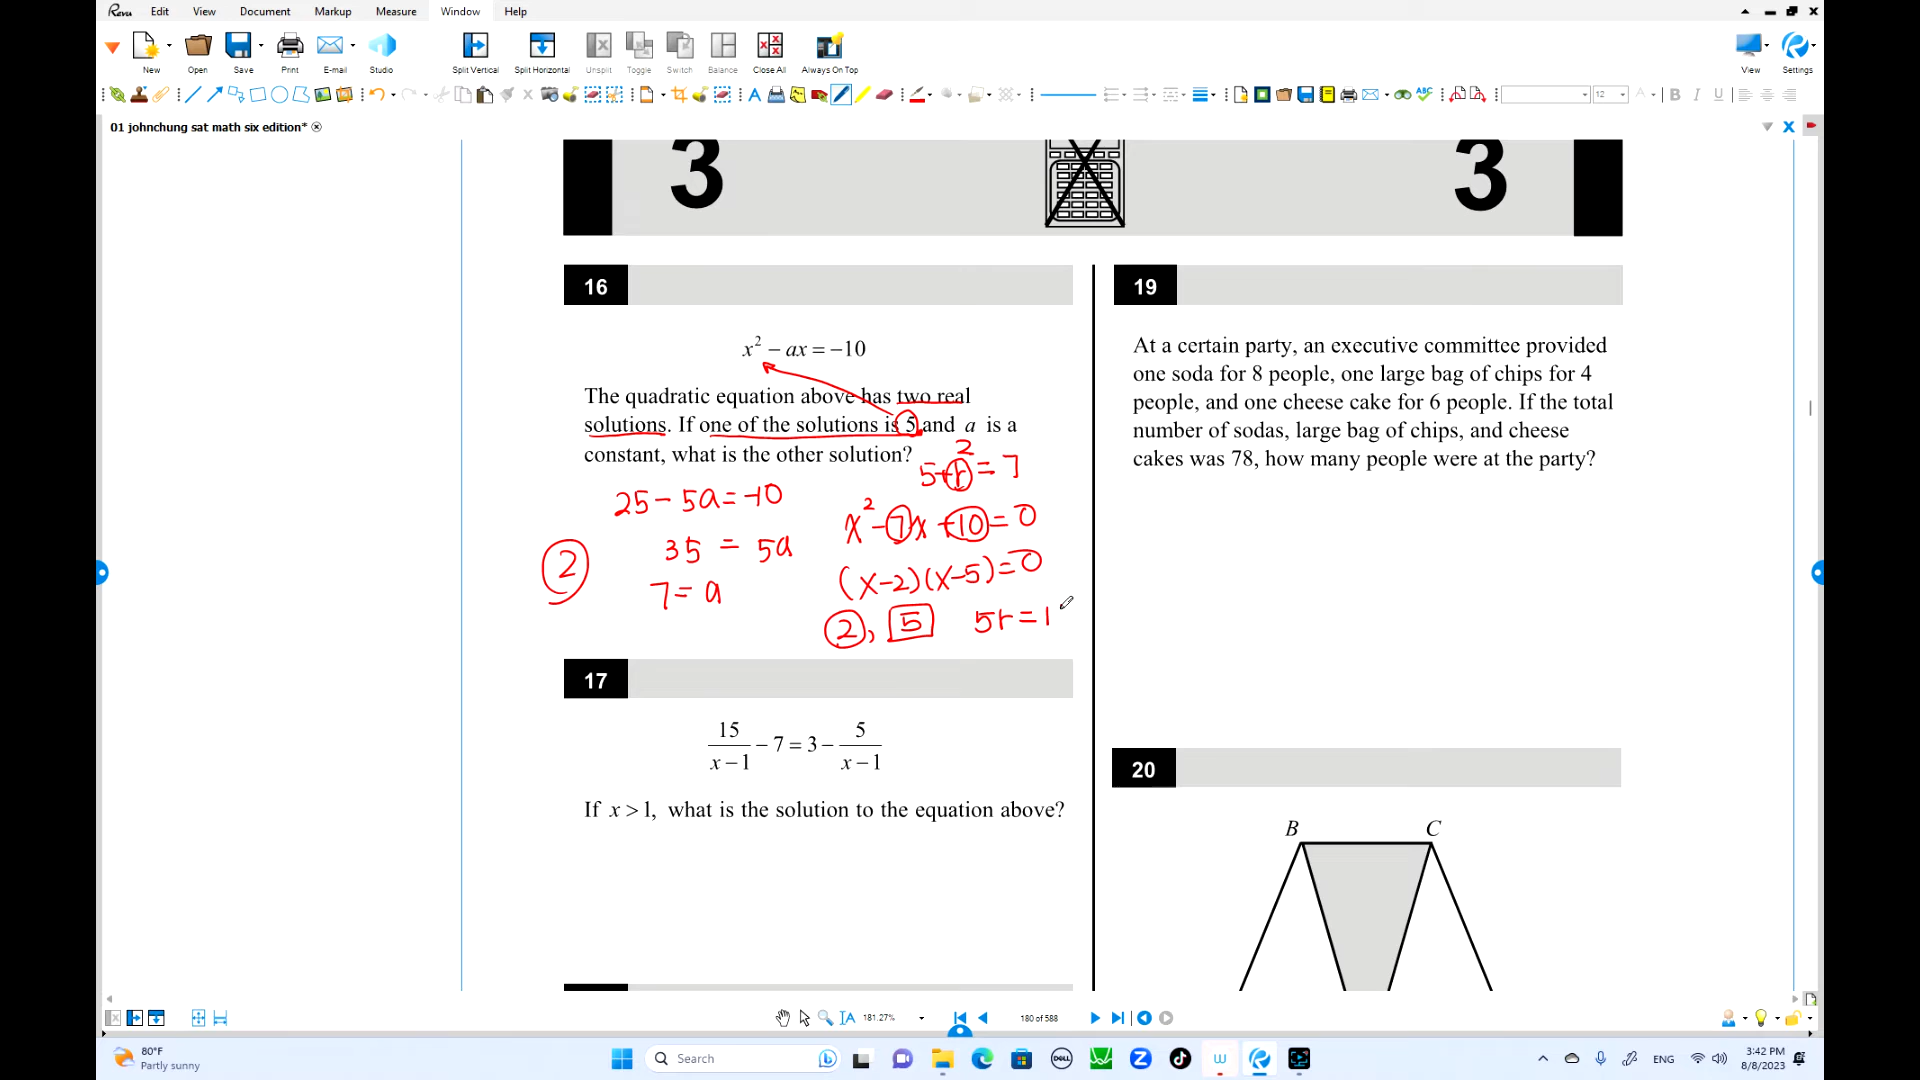 Revu Edit View Document Markup Measure Window Help
New Open Save Print E-mail Studio Split Vertical Split Horizontal Unsplit Toggle Switch Balance Close All Always On Top View Settings
12 A B I U
01 johnchung sat math six edition*
3 3
16
x² − ax = −10
The quadratic equation above has two real
solutions. If one of the solutions is 5 and a is a
constant, what is the other solution?
2
5+r = 7
25 − 5a = −10
x² − 7x + 10 = 0
35 = 5a
2
(x−2)(x−5) = 0
7 = a
2, 5 5r = 1
17
15/(x−1) − 7 = 3 − 5/(x−1)
If x > 1, what is the solution to the equation above?
19
At a certain party, an executive committee provided
one soda for 8 people, one large bag of chips for 4
people, and one cheese cake for 6 people. If the total
number of sodas, large bag of chips, and cheese
cakes was 78, how many people were at the party?
20
B C
181.27% 180 of 588
80°F
Partly sunny
Search
DELL
ENG
3:42 PM
8/8/2023